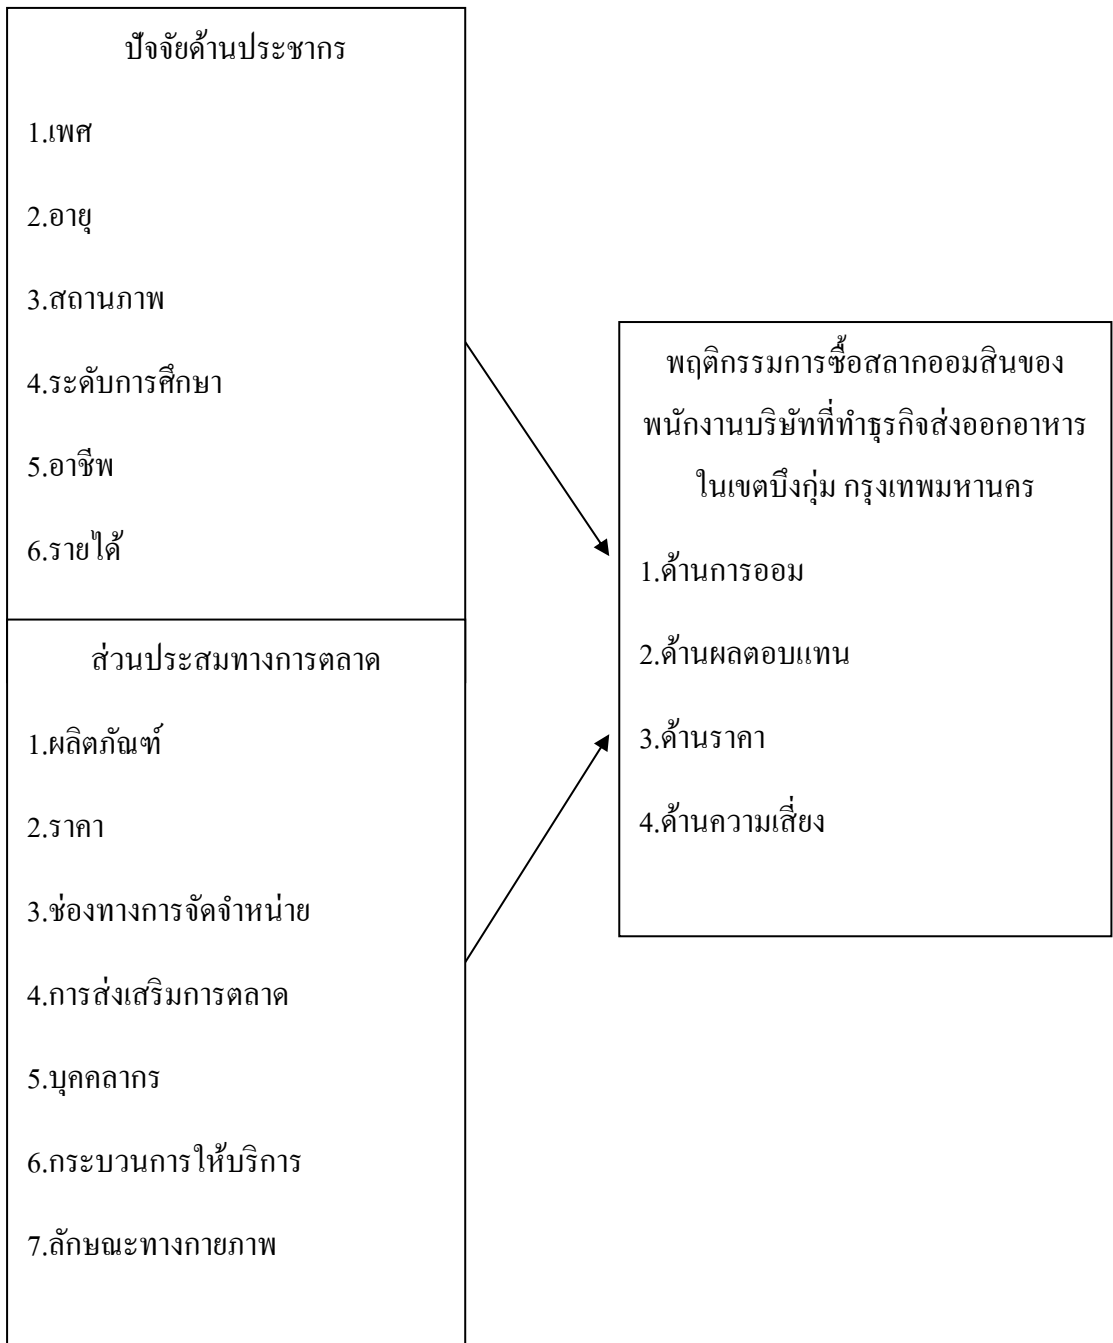 ปัจจัยด้านประชากร
1.เพศ
2.อายุ
3.สถานภาพ
4.ระดับการศึกษา
5.อาชีพ
6.รายได้
ส่วนประสมทางการตลาด
1.ผลิตภัณฑ์
2.ราคา
3.ช่องทางการจัดจำหน่าย
4.การส่งเสริมการตลาด
5.บุคคลากร
6.กระบวนการให้บริการ
7.ลักษณะทางกายภาพ
พฤติกรรมการซื้อสลากออมสินของ
พนักงานบริษัทที่ทำธุรกิจส่งออกอาหาร
ในเขตบึงกุ่ม กรุงเทพมหานคร
1.ด้านการออม
2.ด้านผลตอบแทน
3.ด้านราคา
4.ด้านความเสี่ยง